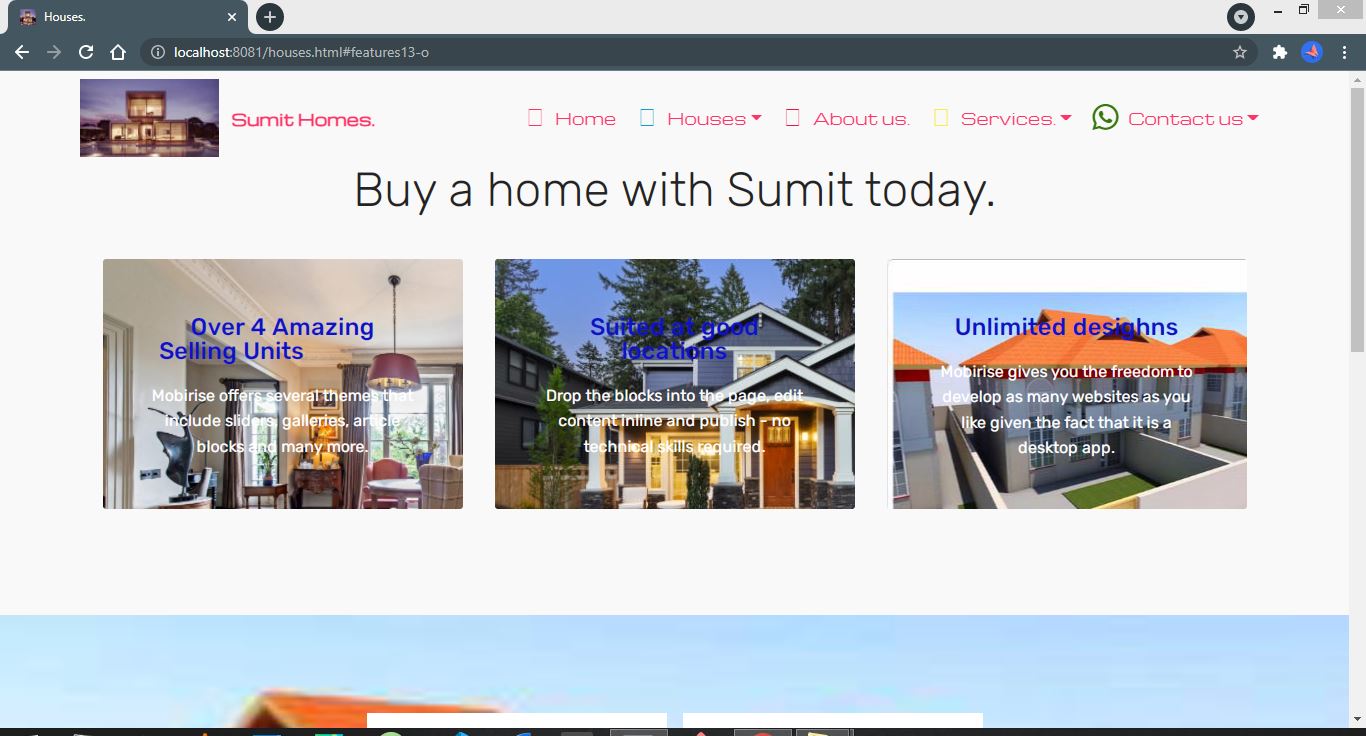 Houses.
localhost:8081/houses.html#features13-o
Sumit Homes.
Home
Houses
About us.
Services.
Contact us
Buy a home with Sumit today.
Over 4 Amazing
Selling Units
Mobirise offers several themes that
include sliders, galleries, article
blocks and many more.
Suited at good
locations
Drop the blocks into the page, edit
content inline and publish - no
technical skills required.
Unlimited desighns
Mobirise gives you the freedom to
develop as many websites as you
like given the fact that it is a
desktop app.